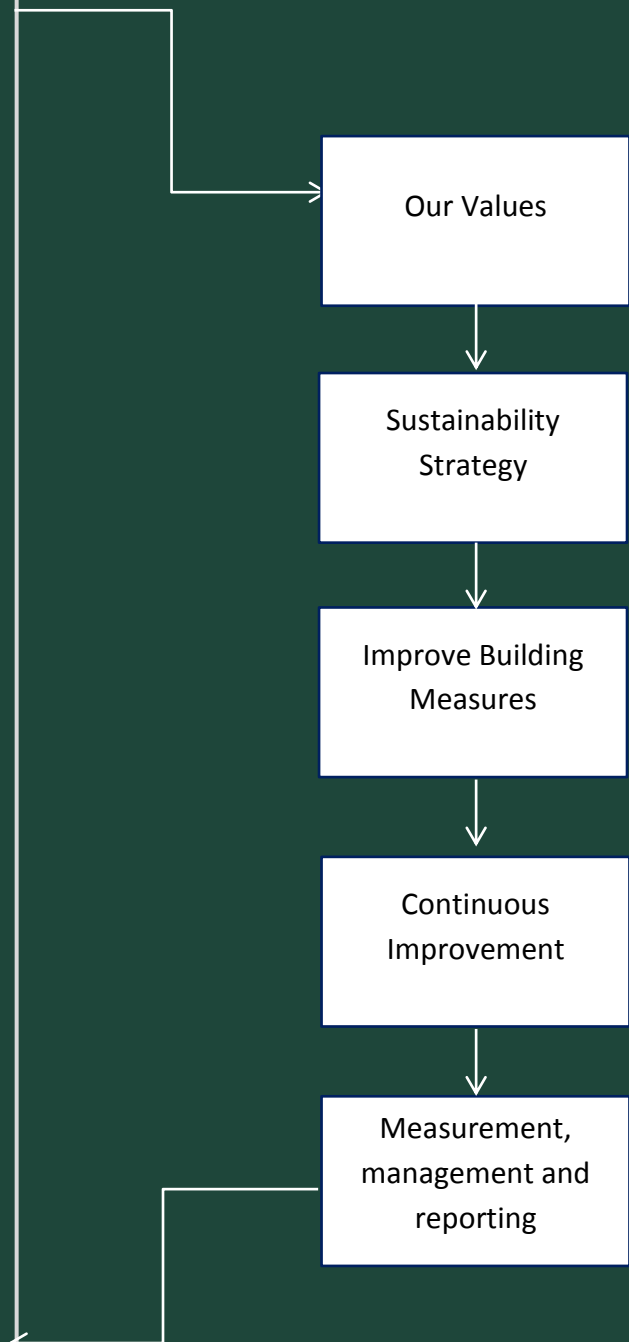 Our Values
Sustainability
Strategy
Improve Building
Measures
Continuous
Improvement
Measurement,
management and
reporting